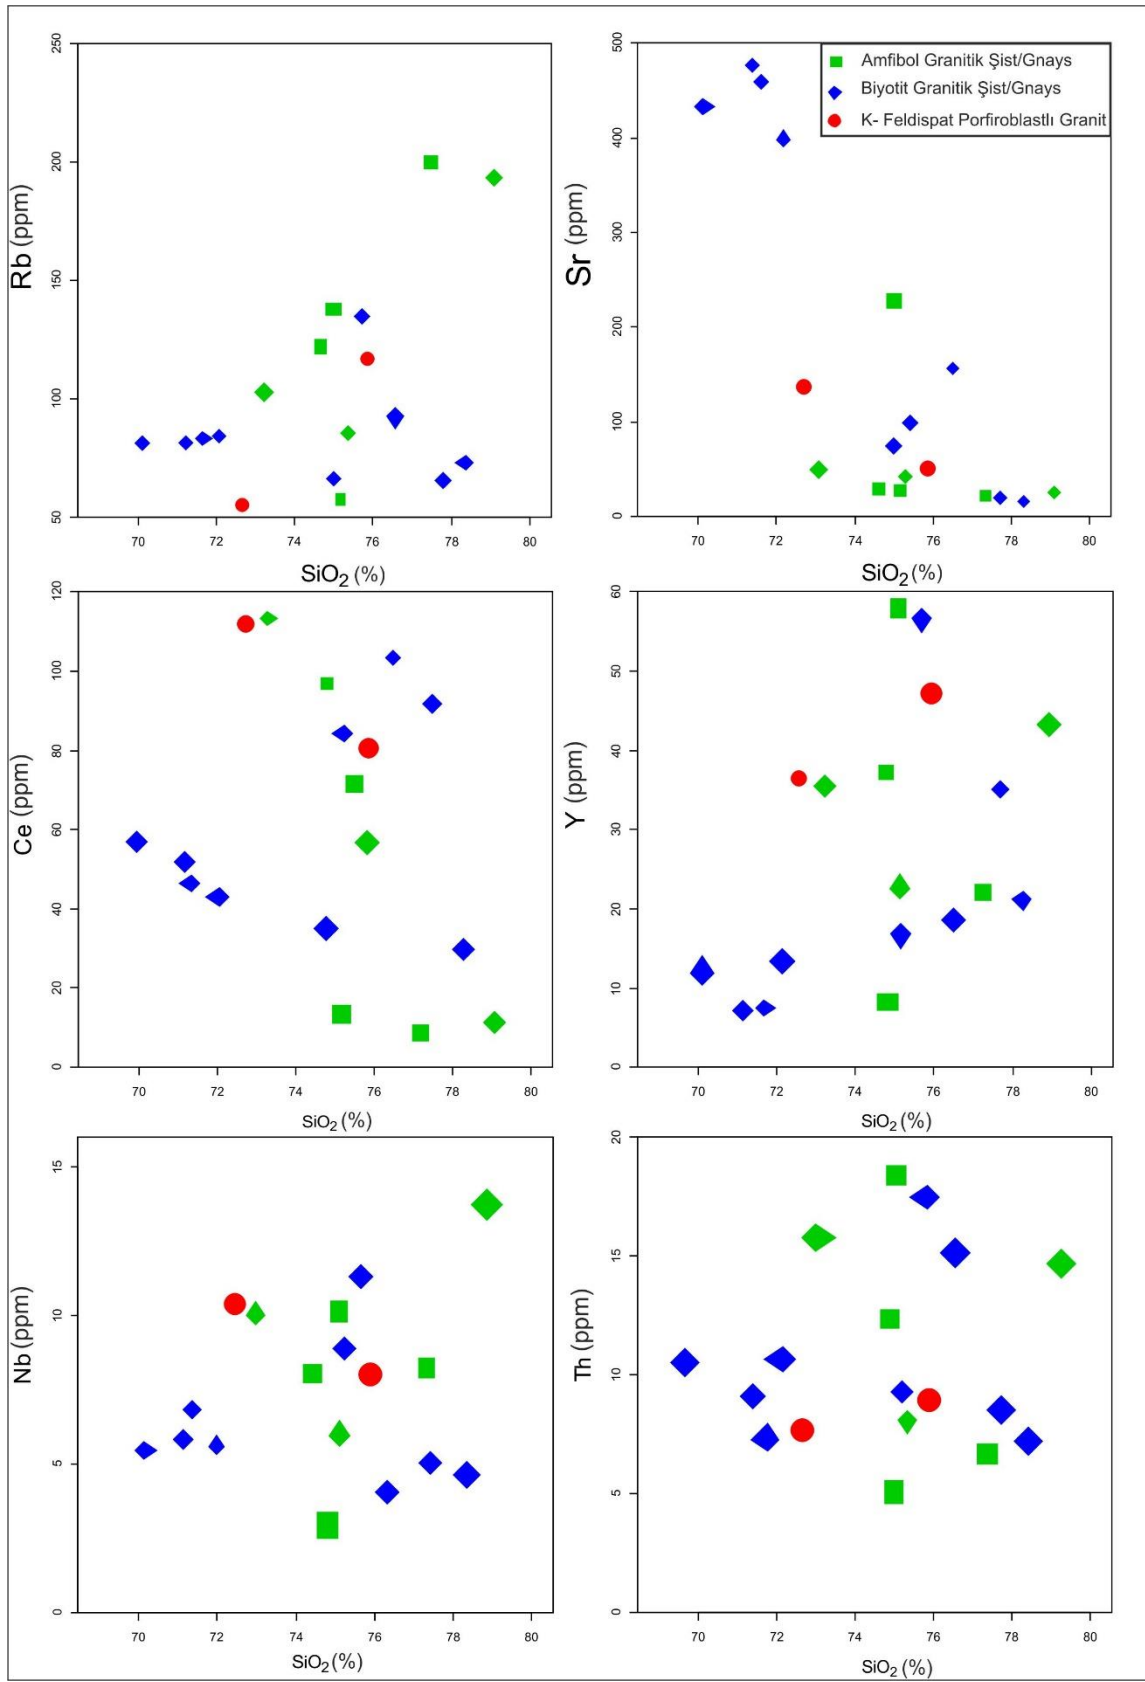 250
200
150
100
50
Rb (ppm)
70 72 74 76 78 80
SiO₂ (%)
500
400
300
200
100
0
Sr (ppm)
Amfibol Granitik Şist/Gnays
Biyotit Granitik Şist/Gnays
K- Feldispat Porfiroblastlı Granit
70 72 74 76 78 80
SiO₂ (%)
120
100
80
60
40
20
0
Ce (ppm)
70 72 74 76 78 80
SiO₂ (%)
60
50
40
30
20
10
0
Y (ppm)
70 72 74 76 78 80
SiO₂ (%)
15
10
5
0
Nb (ppm)
70 72 74 76 78 80
SiO₂ (%)
20
15
10
5
0
Th (ppm)
70 72 74 76 78 80
SiO₂ (%)